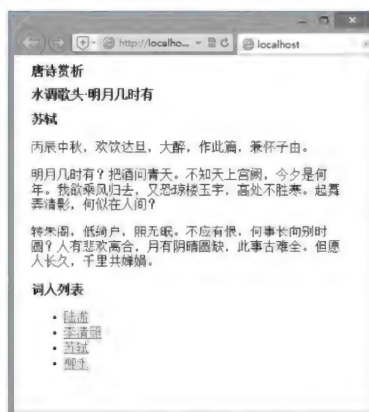 http://localho...
localhost
唐诗赏析
水调歌头·明月几时有
苏轼
丙辰中秋，欢饮达旦，大醉，作此篇，兼怀子由。
明月几时有？把酒问青天。不知天上宫阙，今夕是何
年。我欲乘风归去，又恐琼楼玉宇，高处不胜寒。起舞
弄清影，何似在人间？
转朱阁，低绮户，照无眠。不应有恨，何事长向别时
圆？人有悲欢离合，月有阴晴圆缺，此事古难全。但愿
人长久，千里共婵娟。
词人列表
陆游
李清照
苏轼
柳永